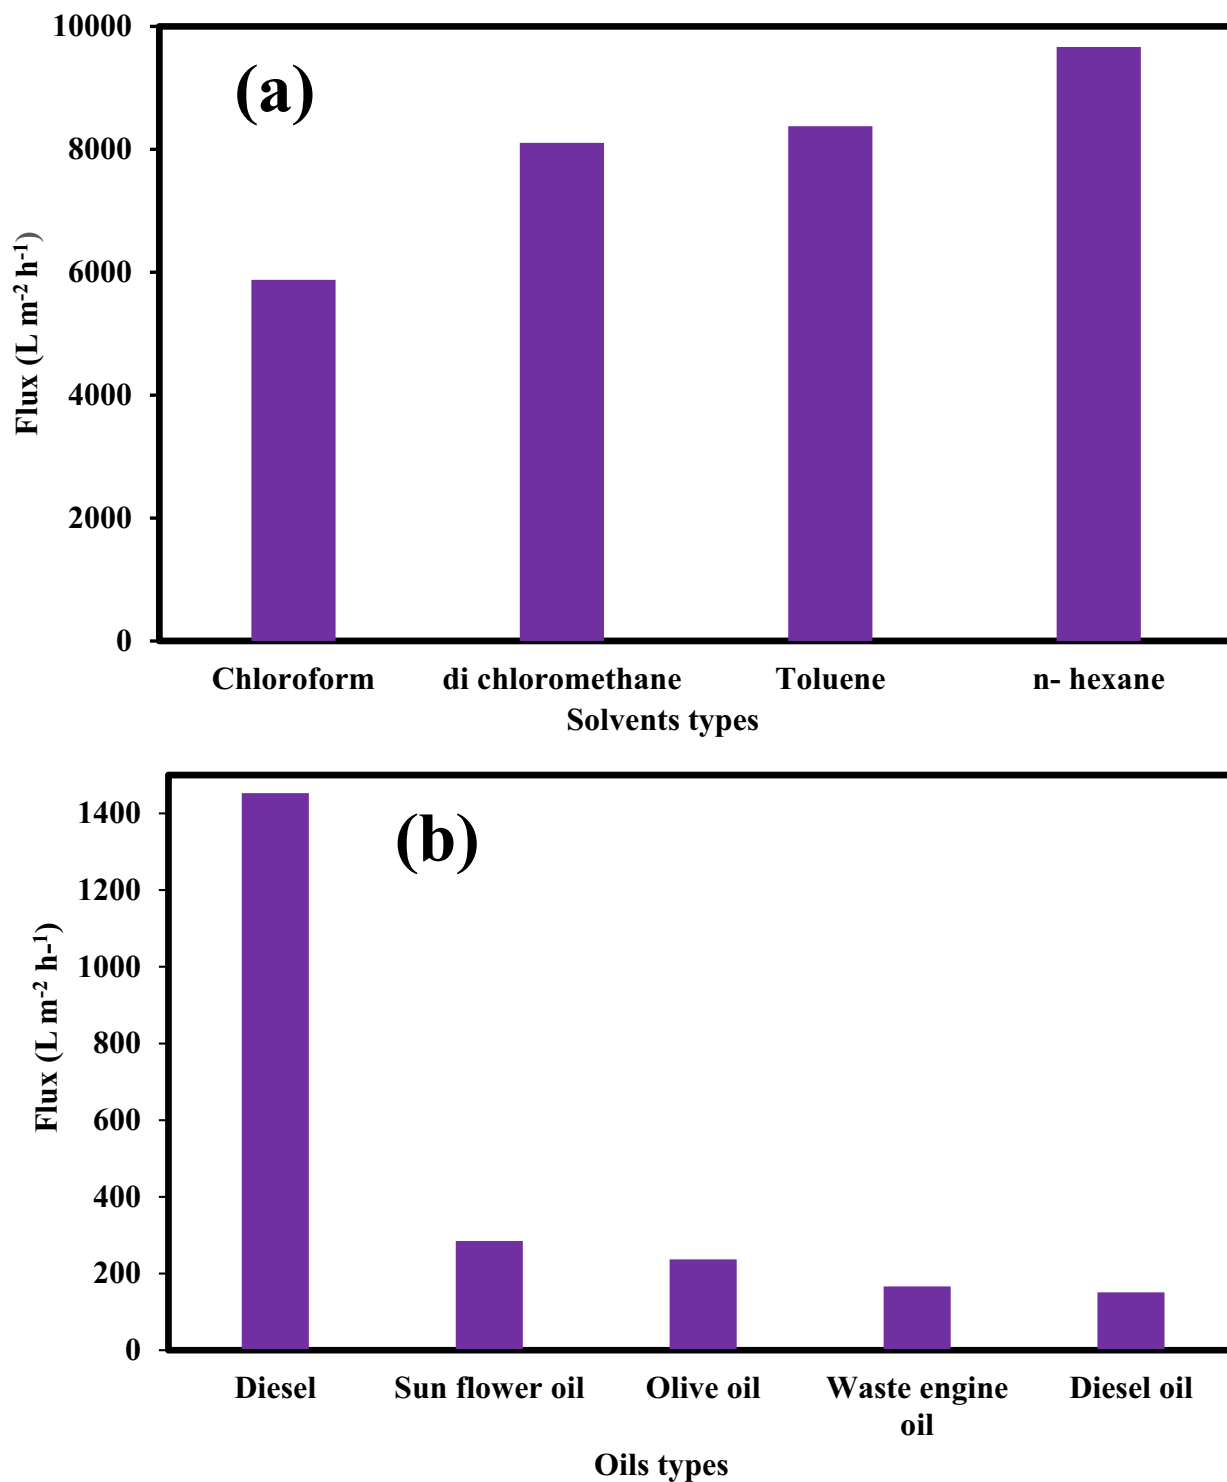 (a)
10000
8000
6000
4000
2000
0
Flux (L m⁻² h⁻¹)
Chloroform di chloromethane Toluene n- hexane
Solvents types
(b)
1400
1200
1000
800
600
400
200
0
Flux (L m⁻² h-¹)
Diesel Sun flower oil Olive oil Waste engine Diesel oil
oil
Oils types